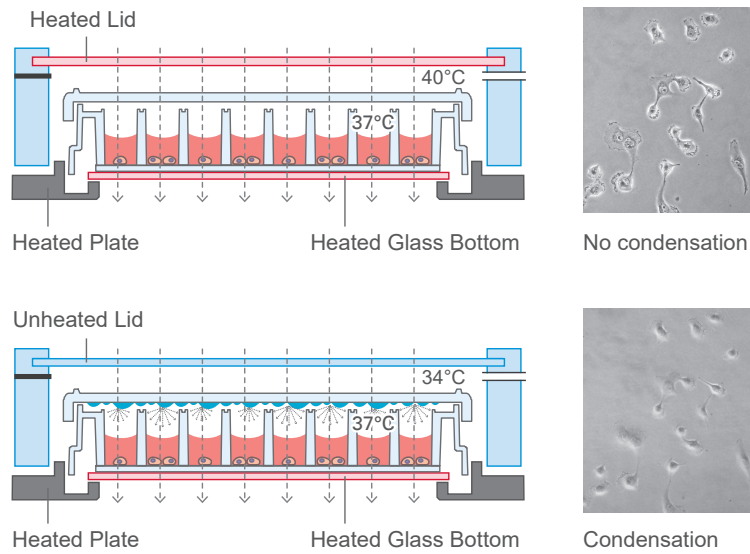 Heated Lid
40°C
37°C
Heated Plate
Heated Glass Bottom
No condensation
Unheated Lid
34°C
37°C
Heated Plate
Heated Glass Bottom
Condensation